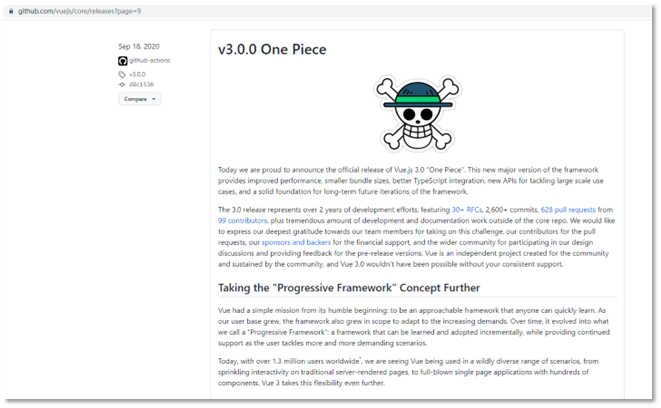 github.com/vuejs/core/releases?page=9
Sep 18, 2020
github-actions
v3.0.0
d8c1536
Compare
v3.0.0 One Piece
Today we are proud to announce the official release of Vue.js 3.0 "One Piece". This new major version of the framework
provides improved performance, smaller bundle sizes, better TypeScript integration, new APIs for tackling large scale use
cases, and a solid foundation for long-term future iterations of the framework.
The 3.0 release represents over 2 years of development efforts, featuring 30+ RFCs, 2,600+ commits, 628 pull requests from
99 contributors, plus tremendous amount of development and documentation work outside of the core repo. We would like
to express our deepest gratitude towards our team members for taking on this challenge, our contributors for the pull
requests, our sponsors and backers for the financial support, and the wider community for participating in our design
discussions and providing feedback for the pre-release versions. Vue is an independent project created for the community
and sustained by the community, and Vue 3.0 wouldn't have been possible without your consistent support.
Taking the "Progressive Framework" Concept Further
Vue had a simple mission from its humble beginning: to be an approachable framework that anyone can quickly learn. As
our user base grew, the framework also grew in scope to adapt to the increasing demands. Over time, it evolved into what
we call a "Progressive Framework": a framework that can be learned and adopted incrementally, while providing continued
support as the user tackles more and more demanding scenarios.
Today, with over 1.3 million users worldwide*, we are seeing Vue being used in a wildly diverse range of scenarios, from
sprinkling interactivity on traditional server-rendered pages, to full-blown single page applications with hundreds of
components. Vue 3 takes this flexibility even further.